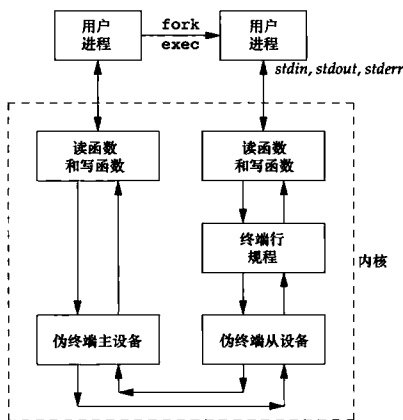 用户
进程
fork
exec
用户
进程
stdin, stdout, stderr
读函数
和写函数
读函数
和写函数
终端行
规程
内核
伪终端主设备
伪终端从设备